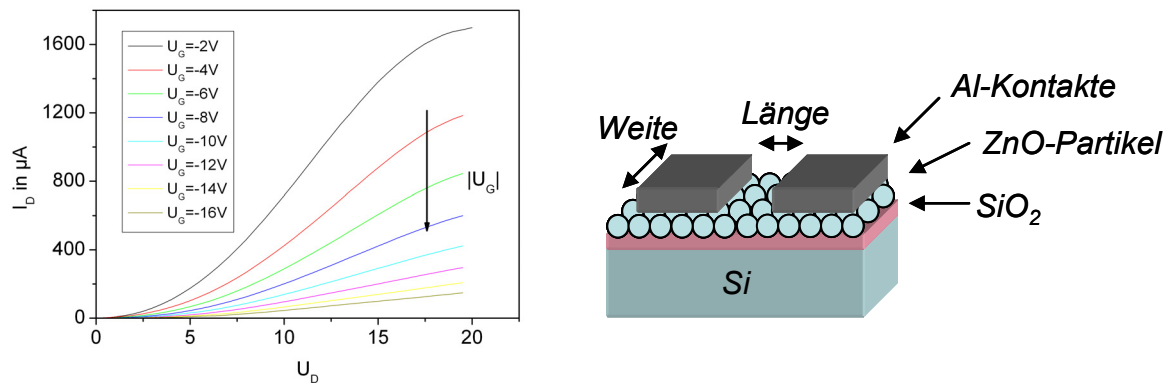 1600
1200
800
400
0
I_D in µA
U_G=-2V
U_G=-4V
U_G=-6V
U_G=-8V
U_G=-10V
U_G=-12V
U_G=-14V
U_G=-16V
|U_G|
0 5 10 15 20
U_D
Al-Kontakte
Länge
Weite
ZnO-Partikel
SiO₂
Si